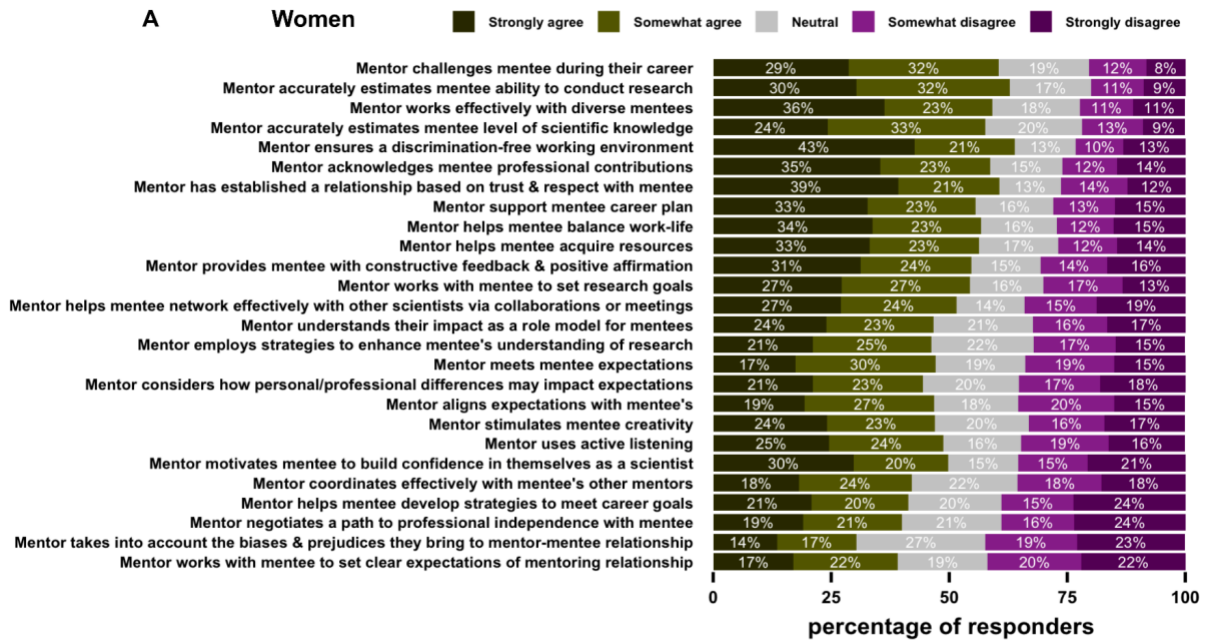 A Women Strongly agree Somewhat agree Neutral Somewhat disagree Strongly disagree
Mentor challenges mentee during their career 29% 32% 19% 12% 8%
Mentor accurately estimates mentee ability to conduct research 30% 32% 17% 11% 9%
Mentor works effectively with diverse mentees 36% 23% 18% 11% 11%
Mentor accurately estimates mentee level of scientific knowledge 24% 33% 20% 13% 9%
Mentor ensures a discrimination-free working environment 43% 21% 13% 10% 13%
Mentor acknowledges mentee professional contributions 35% 23% 15% 12% 14%
Mentor has established a relationship based on trust & respect with mentee 39% 21% 13% 14% 12%
Mentor support mentee career plan 33% 23% 16% 13% 15%
Mentor helps mentee balance work-life 34% 23% 16% 12% 15%
Mentor helps mentee acquire resources 33% 23% 17% 12% 14%
Mentor provides mentee with constructive feedback & positive affirmation 31% 24% 15% 14% 16%
Mentor works with mentee to set research goals 27% 27% 16% 17% 13%
Mentor helps mentee network effectively with other scientists via collaborations or meetings 27% 24% 14% 15% 19%
Mentor understands their impact as a role model for mentees 24% 23% 21% 16% 17%
Mentor employs strategies to enhance mentee's understanding of research 21% 25% 22% 17% 15%
Mentor meets mentee expectations 17% 30% 19% 19% 15%
Mentor considers how personal/professional differences may impact expectations 21% 23% 20% 17% 18%
Mentor aligns expectations with mentee's 19% 27% 18% 20% 15%
Mentor stimulates mentee creativity 24% 23% 20% 16% 17%
Mentor uses active listening 25% 24% 16% 19% 16%
Mentor motivates mentee to build confidence in themselves as a scientist 30% 20% 15% 15% 21%
Mentor coordinates effectively with mentee's other mentors 18% 24% 22% 18% 18%
Mentor helps mentee develop strategies to meet career goals 21% 20% 20% 15% 24%
Mentor negotiates a path to professional independence with mentee 19% 21% 21% 16% 24%
Mentor takes into account the biases & prejudices they bring to mentor-mentee relationship 14% 17% 27% 19% 23%
Mentor works with mentee to set clear expectations of mentoring relationship 17% 22% 19% 20% 22%
0 25 50 75 100
percentage of responders